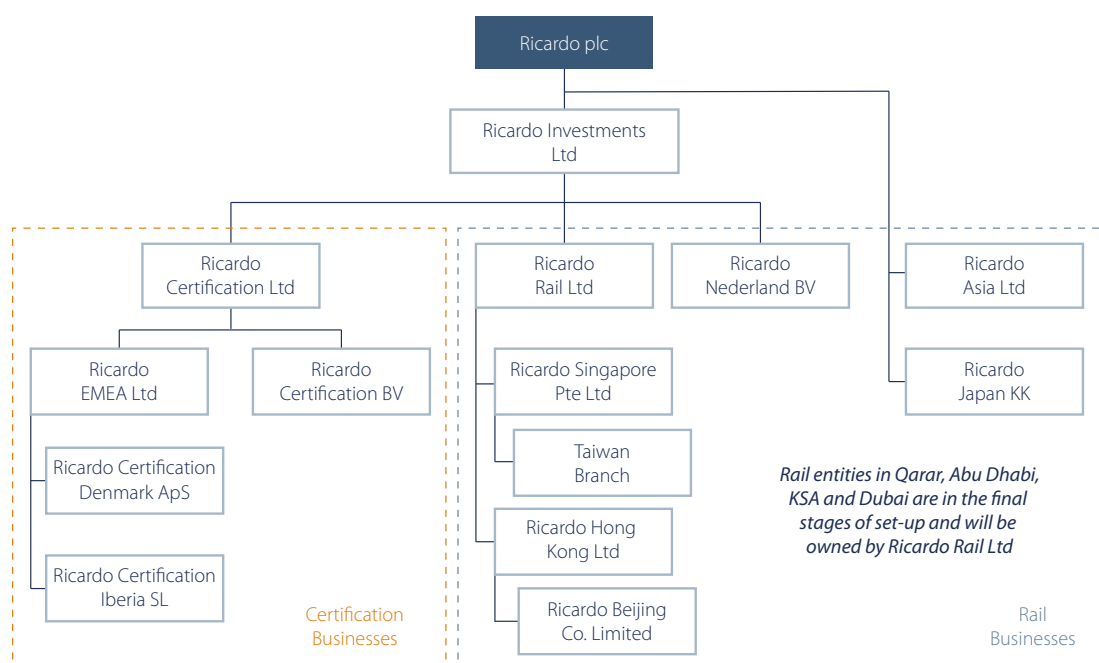 Ricardo plc
Ricardo Investments
Ltd
Ricardo
Certification Ltd
Ricardo
Rail Ltd
Ricardo
Nederland BV
Ricardo
Asia Ltd
Ricardo
EMEA Ltd
Ricardo
Certification BV
Ricardo Singapore
Pte Ltd
Ricardo
Japan KK
Ricardo Certification
Denmark ApS
Taiwan
Branch
Rail entities in Qarar, Abu Dhabi,
KSA and Dubai are in the final
stages of set-up and will be
owned by Ricardo Rail Ltd
Ricardo Hong
Kong Ltd
Ricardo Certification
Iberia SL
Ricardo Beijing
Co. Limited
Certification
Businesses
Rail
Businesses